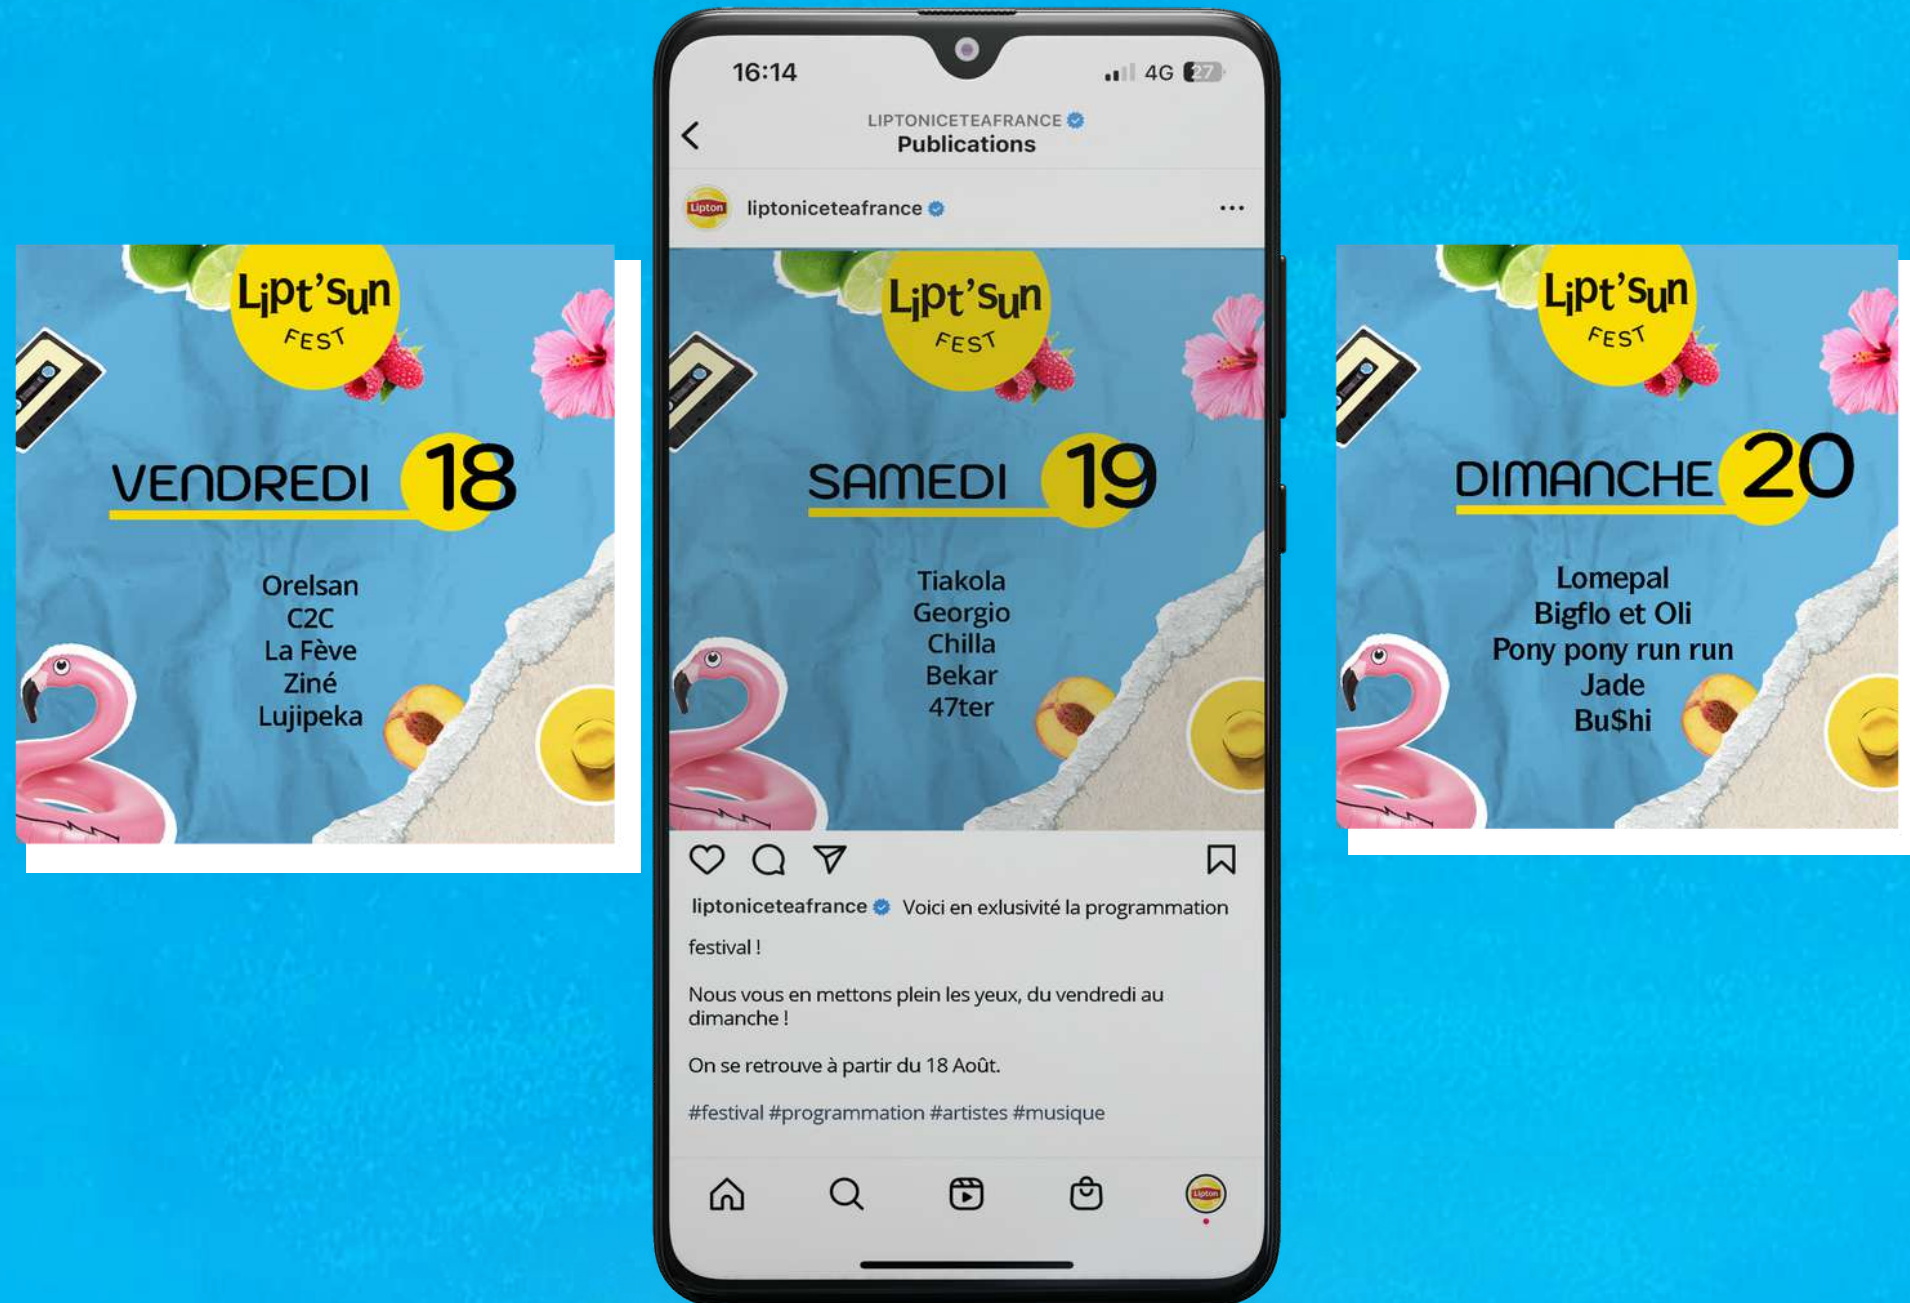 16:14
4G 27
LIPTONICETEAFRANCE
Publications
Lipton
liptoniceteafrance
Lipt'sun
FEST
VENDREDI 18
Orelsan
C2C
La Fève
Ziné
Lujipeka
Lipt'sun
FEST
SAMEDI 19
Tiakola
Georgio
Chilla
Bekar
47ter
Lipt'sun
FEST
DIMANCHE 20
Lomepal
Bigflo et Oli
Pony pony run run
Jade
Bu$hi
liptoniceteafrance Voici en exlusivité la programmation
festival !
Nous vous en mettons plein les yeux, du vendredi au
dimanche !
On se retrouve à partir du 18 Août.
#festival #programmation #artistes #musique
Lipton